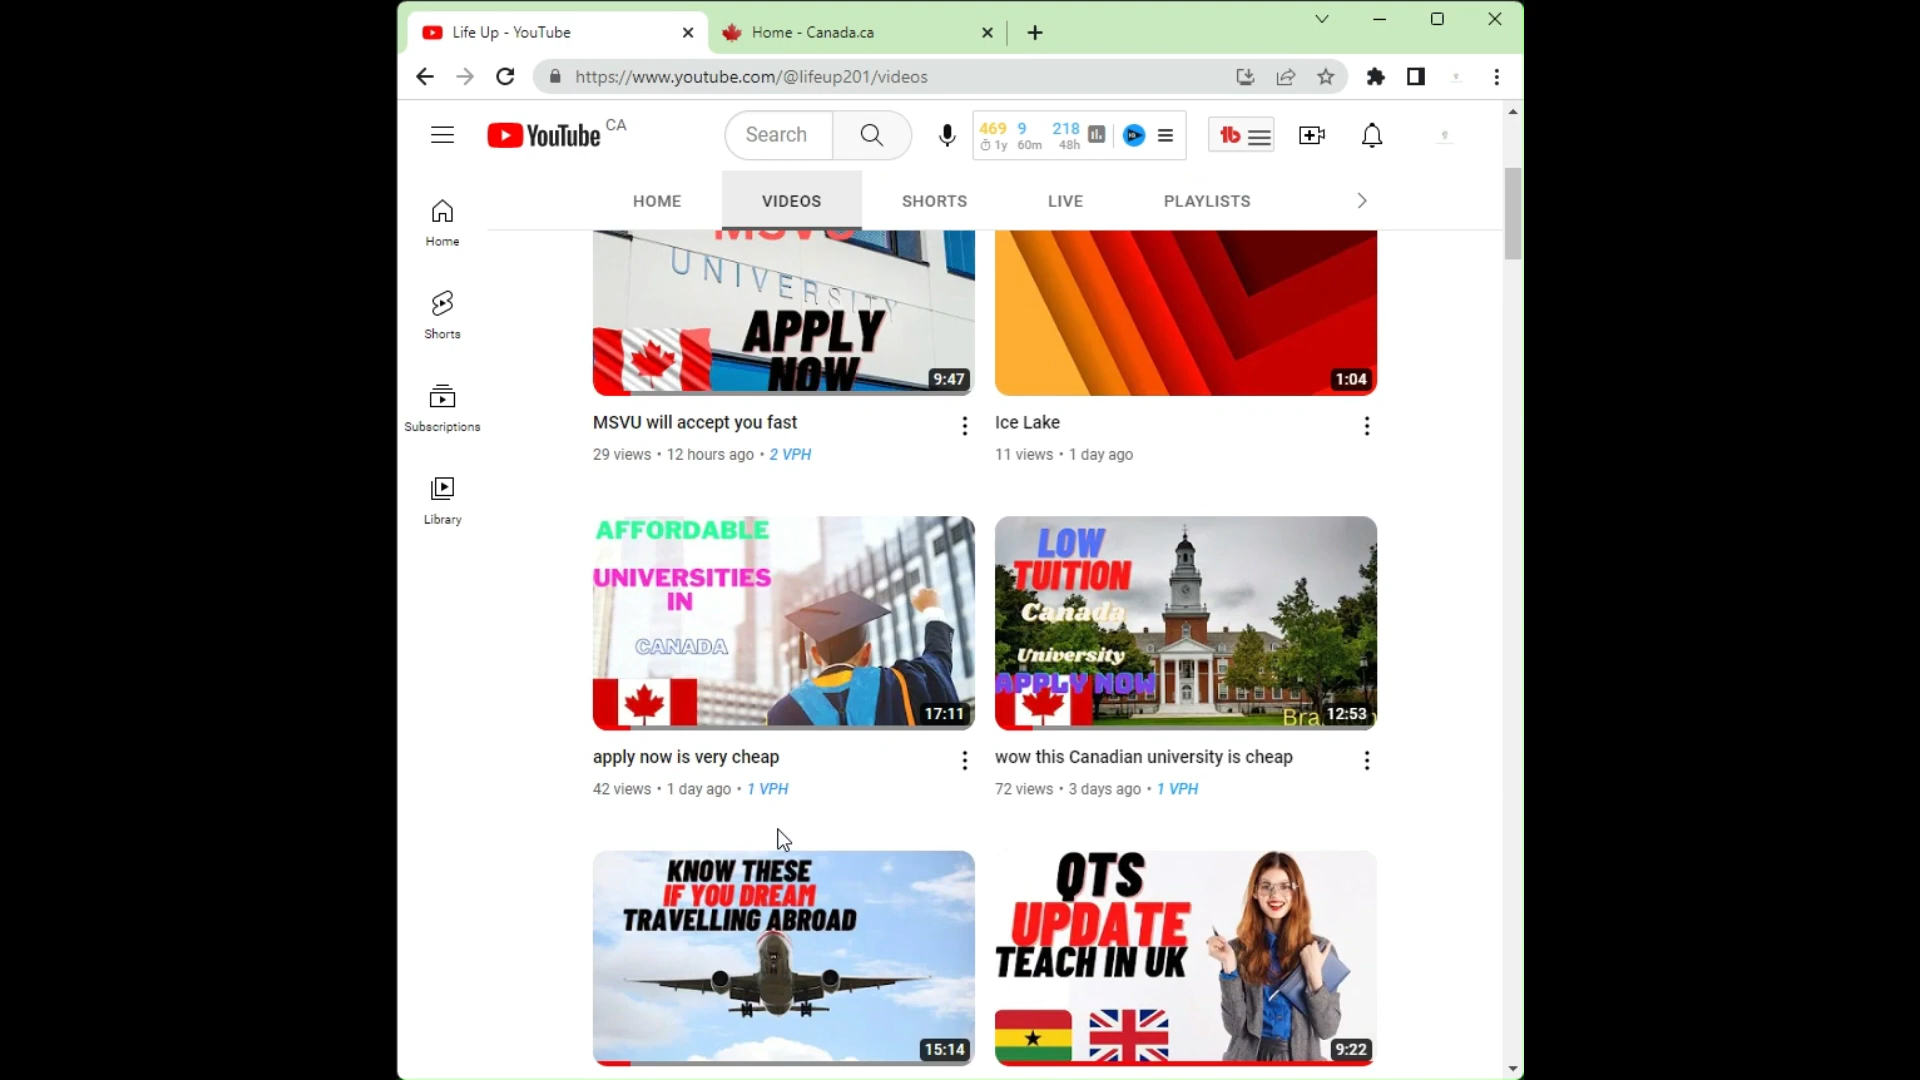 Life Up - YouTube
Home - Canada.ca
https://www.youtube.com/@lifeup201/videos
YouTube CA
Search
469 9 218
1y 60m 48h
HOME
VIDEOS
SHORTS
LIVE
PLAYLISTS
Home
Shorts
Subscriptions
Library
MSVU
UNIVERSITY
APPLY
NOW
9:47
MSVU will accept you fast
29 views • 12 hours ago • 2 VPH
1:04
Ice Lake
11 views • 1 day ago
AFFORDABLE
UNIVERSITIES
IN
CANADA
17:11
apply now is very cheap
42 views • 1 day ago • 1 VPH
LOW
TUITION
Canada
University
APPLY NOW
12:53
wow this Canadian university is cheap
72 views • 3 days ago • 1 VPH
KNOW THESE
IF YOU DREAM
TRAVELLING ABROAD
15:14
QTS
UPDATE
TEACH IN UK
9:22